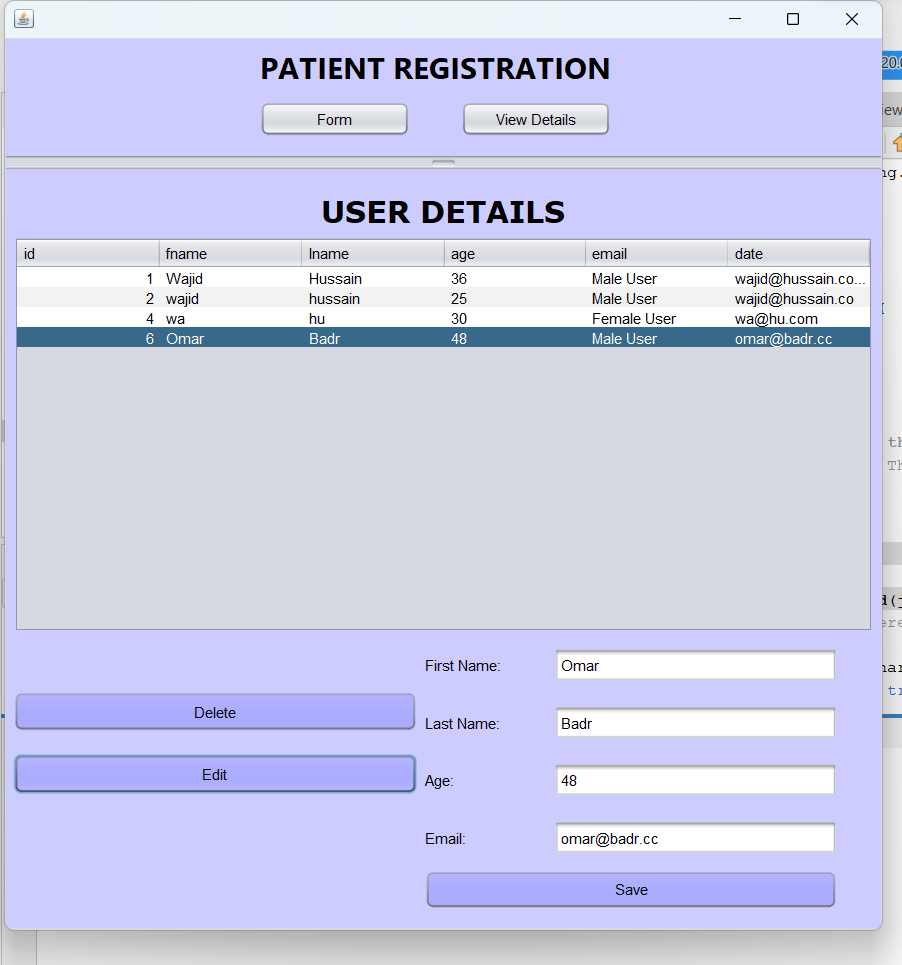 PATIENT REGISTRATION
Form View Details
USER DETAILS
id fname lname age email date
1 Wajid Hussain 36 Male User wajid@hussain.co...
2 wajid hussain 25 Male User wajid@hussain.co
4 wa hu 30 Female User wa@hu.com
6 Omar Badr 48 Male User omar@badr.cc
First Name: Omar
Delete
Last Name: Badr
Edit
Age: 48
Email: omar@badr.cc
Save